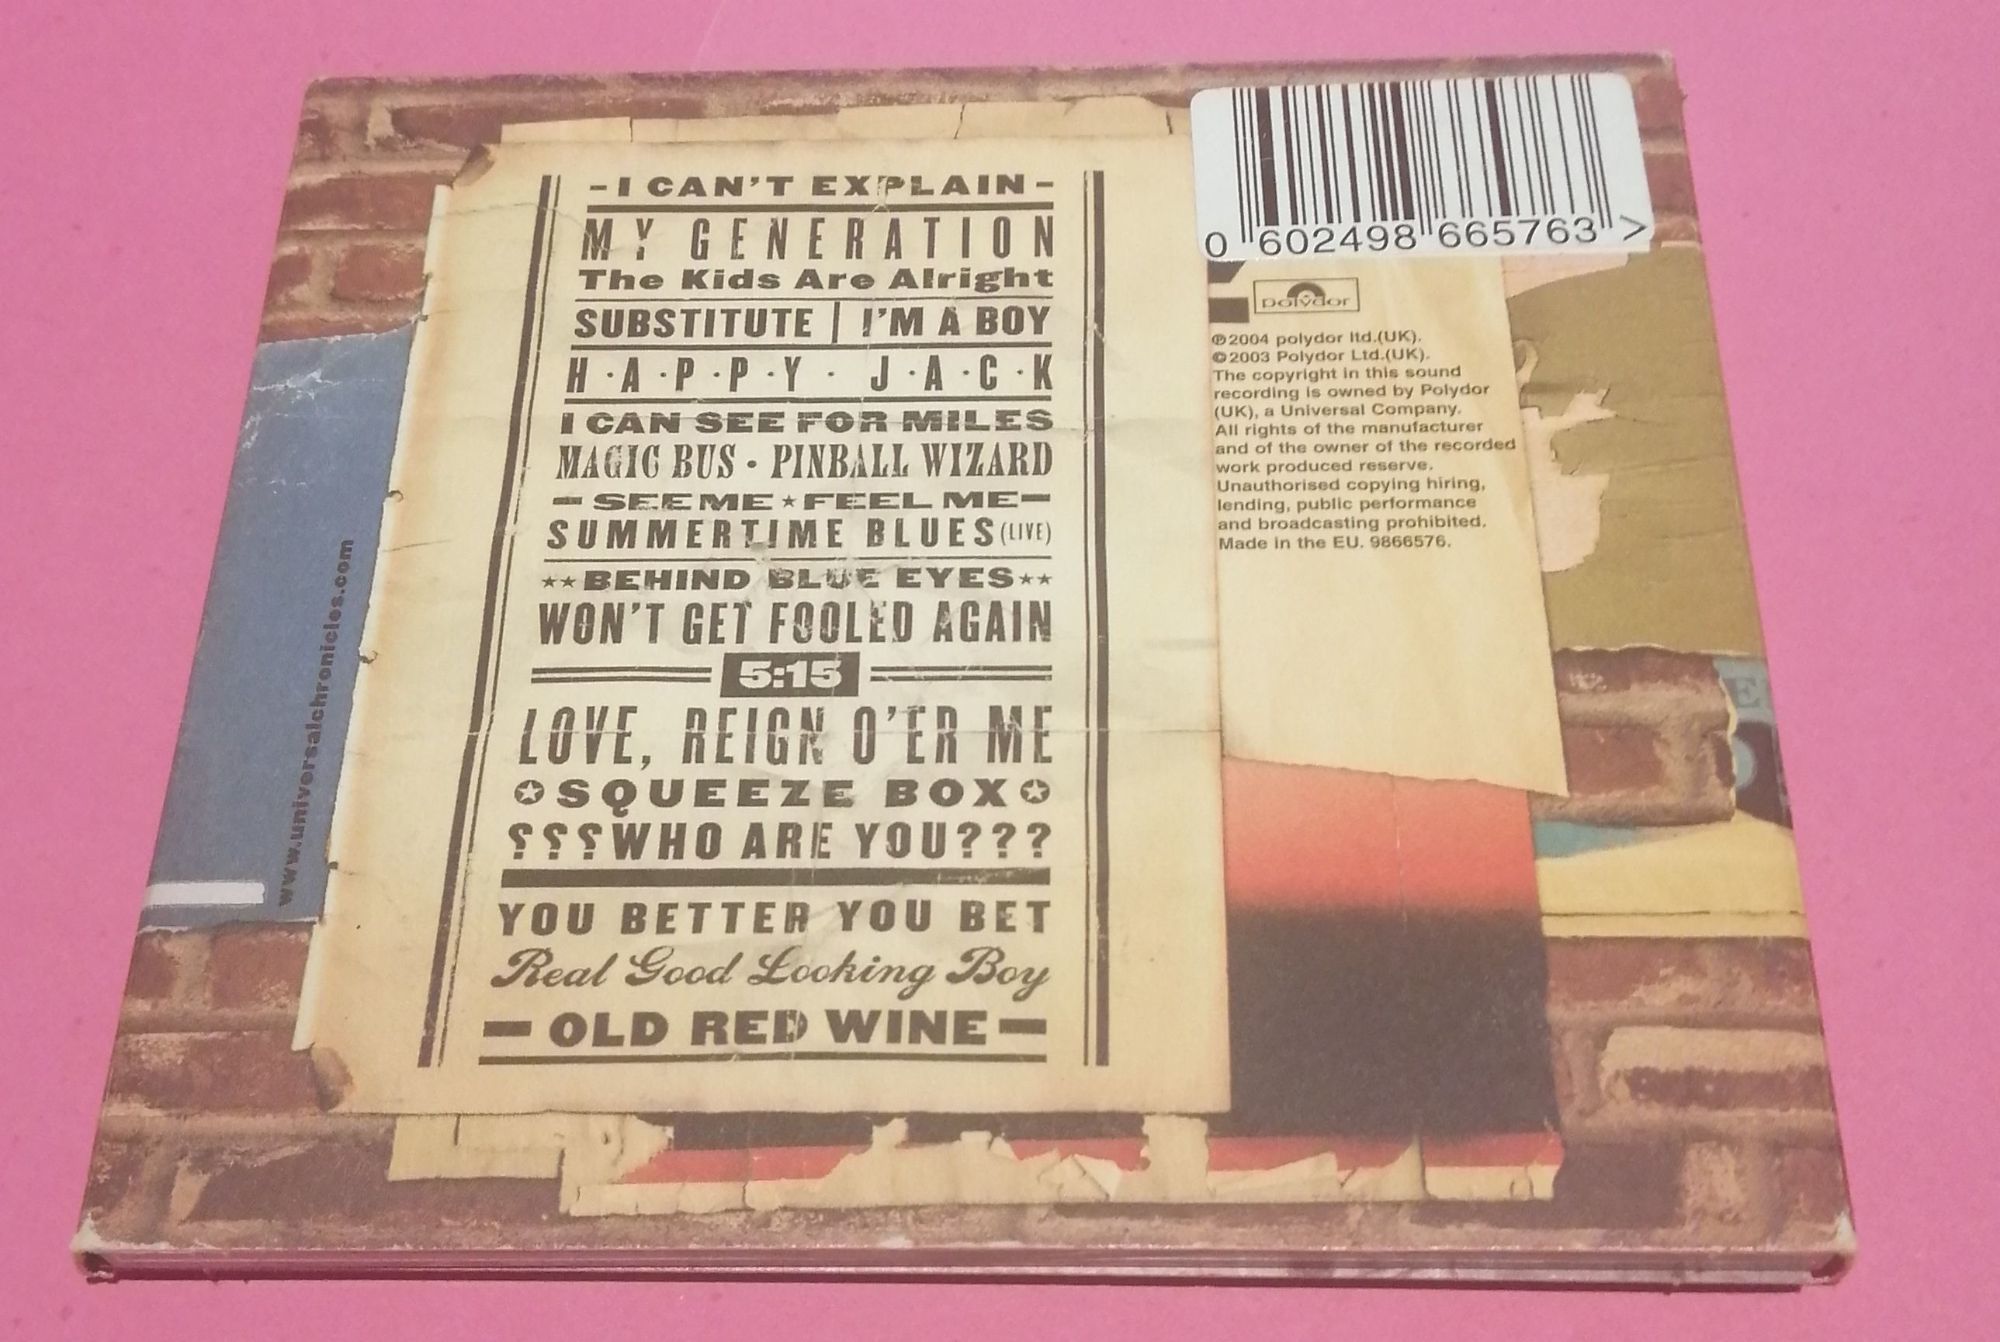 -I CAN'T EXPLAIN-
MY GENERATION
The Kids Are Alright
SUBSTITUTE | I'M A BOY
H·A·P·P·Y· J·A·C·K
I CAN SEE FOR MILES
MAGIC BUS · PINBALL WIZARD
-SEE ME★FEEL ME-
SUMMERTIME BLUES (LIVE)
★★BEHIND BLUE EYES★★
WON'T GET FOOLED AGAIN
5:15
LOVE, REIGN O'ER ME
✪SQUEEZE BOX✪
???WHO ARE YOU???
YOU BETTER YOU BET
Real Good Looking Boy
-OLD RED WINE-
0 602498 665763 >
polydor
℗2004 polydor ltd.(UK).
©2003 Polydor Ltd.(UK).
The copyright in this sound
recording is owned by Polydor
(UK), a Universal Company.
All rights of the manufacturer
and of the owner of the recorded
work produced reserve.
Unauthorised copying hiring,
lending, public performance
and broadcasting prohibited.
Made in the EU. 9866576.
www.universalchronicles.com